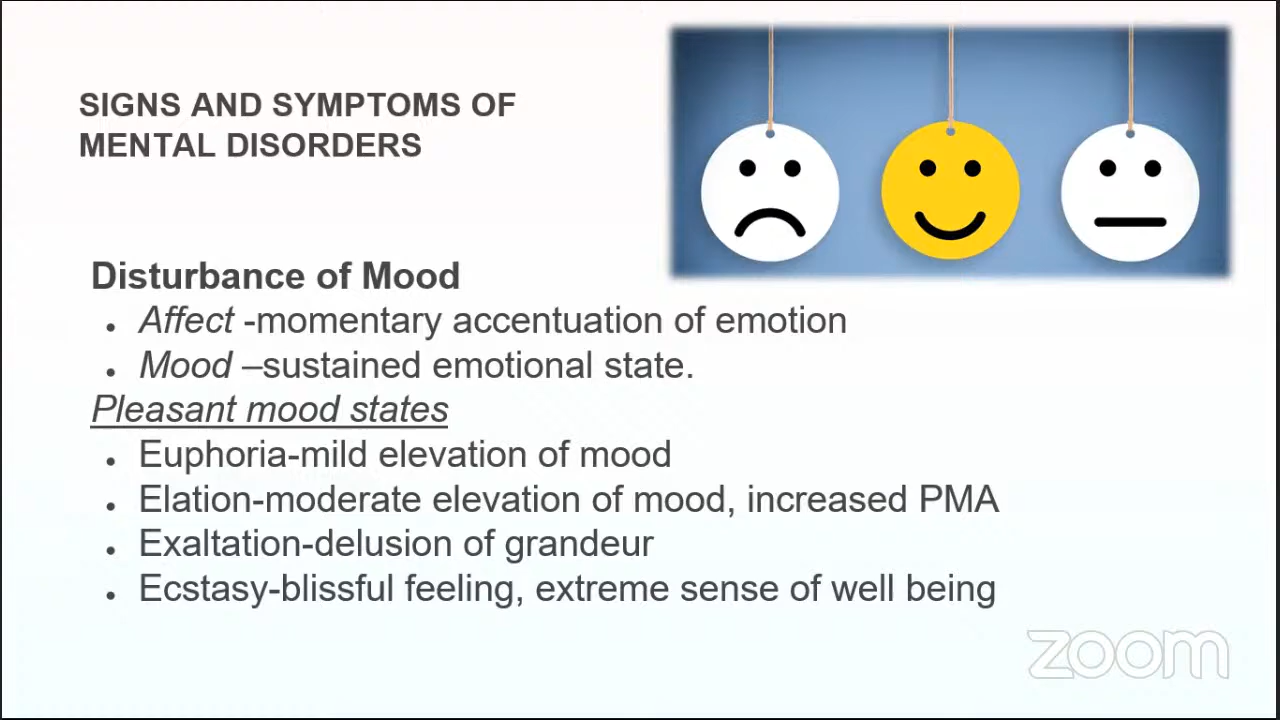 SIGNS AND SYMPTOMS OF
MENTAL DISORDERS
Disturbance of Mood
• Affect -momentary accentuation of emotion
• Mood –sustained emotional state.
Pleasant mood states
• Euphoria-mild elevation of mood
• Elation-moderate elevation of mood, increased PMA
• Exaltation-delusion of grandeur
• Ecstasy-blissful feeling, extreme sense of well being
zoom